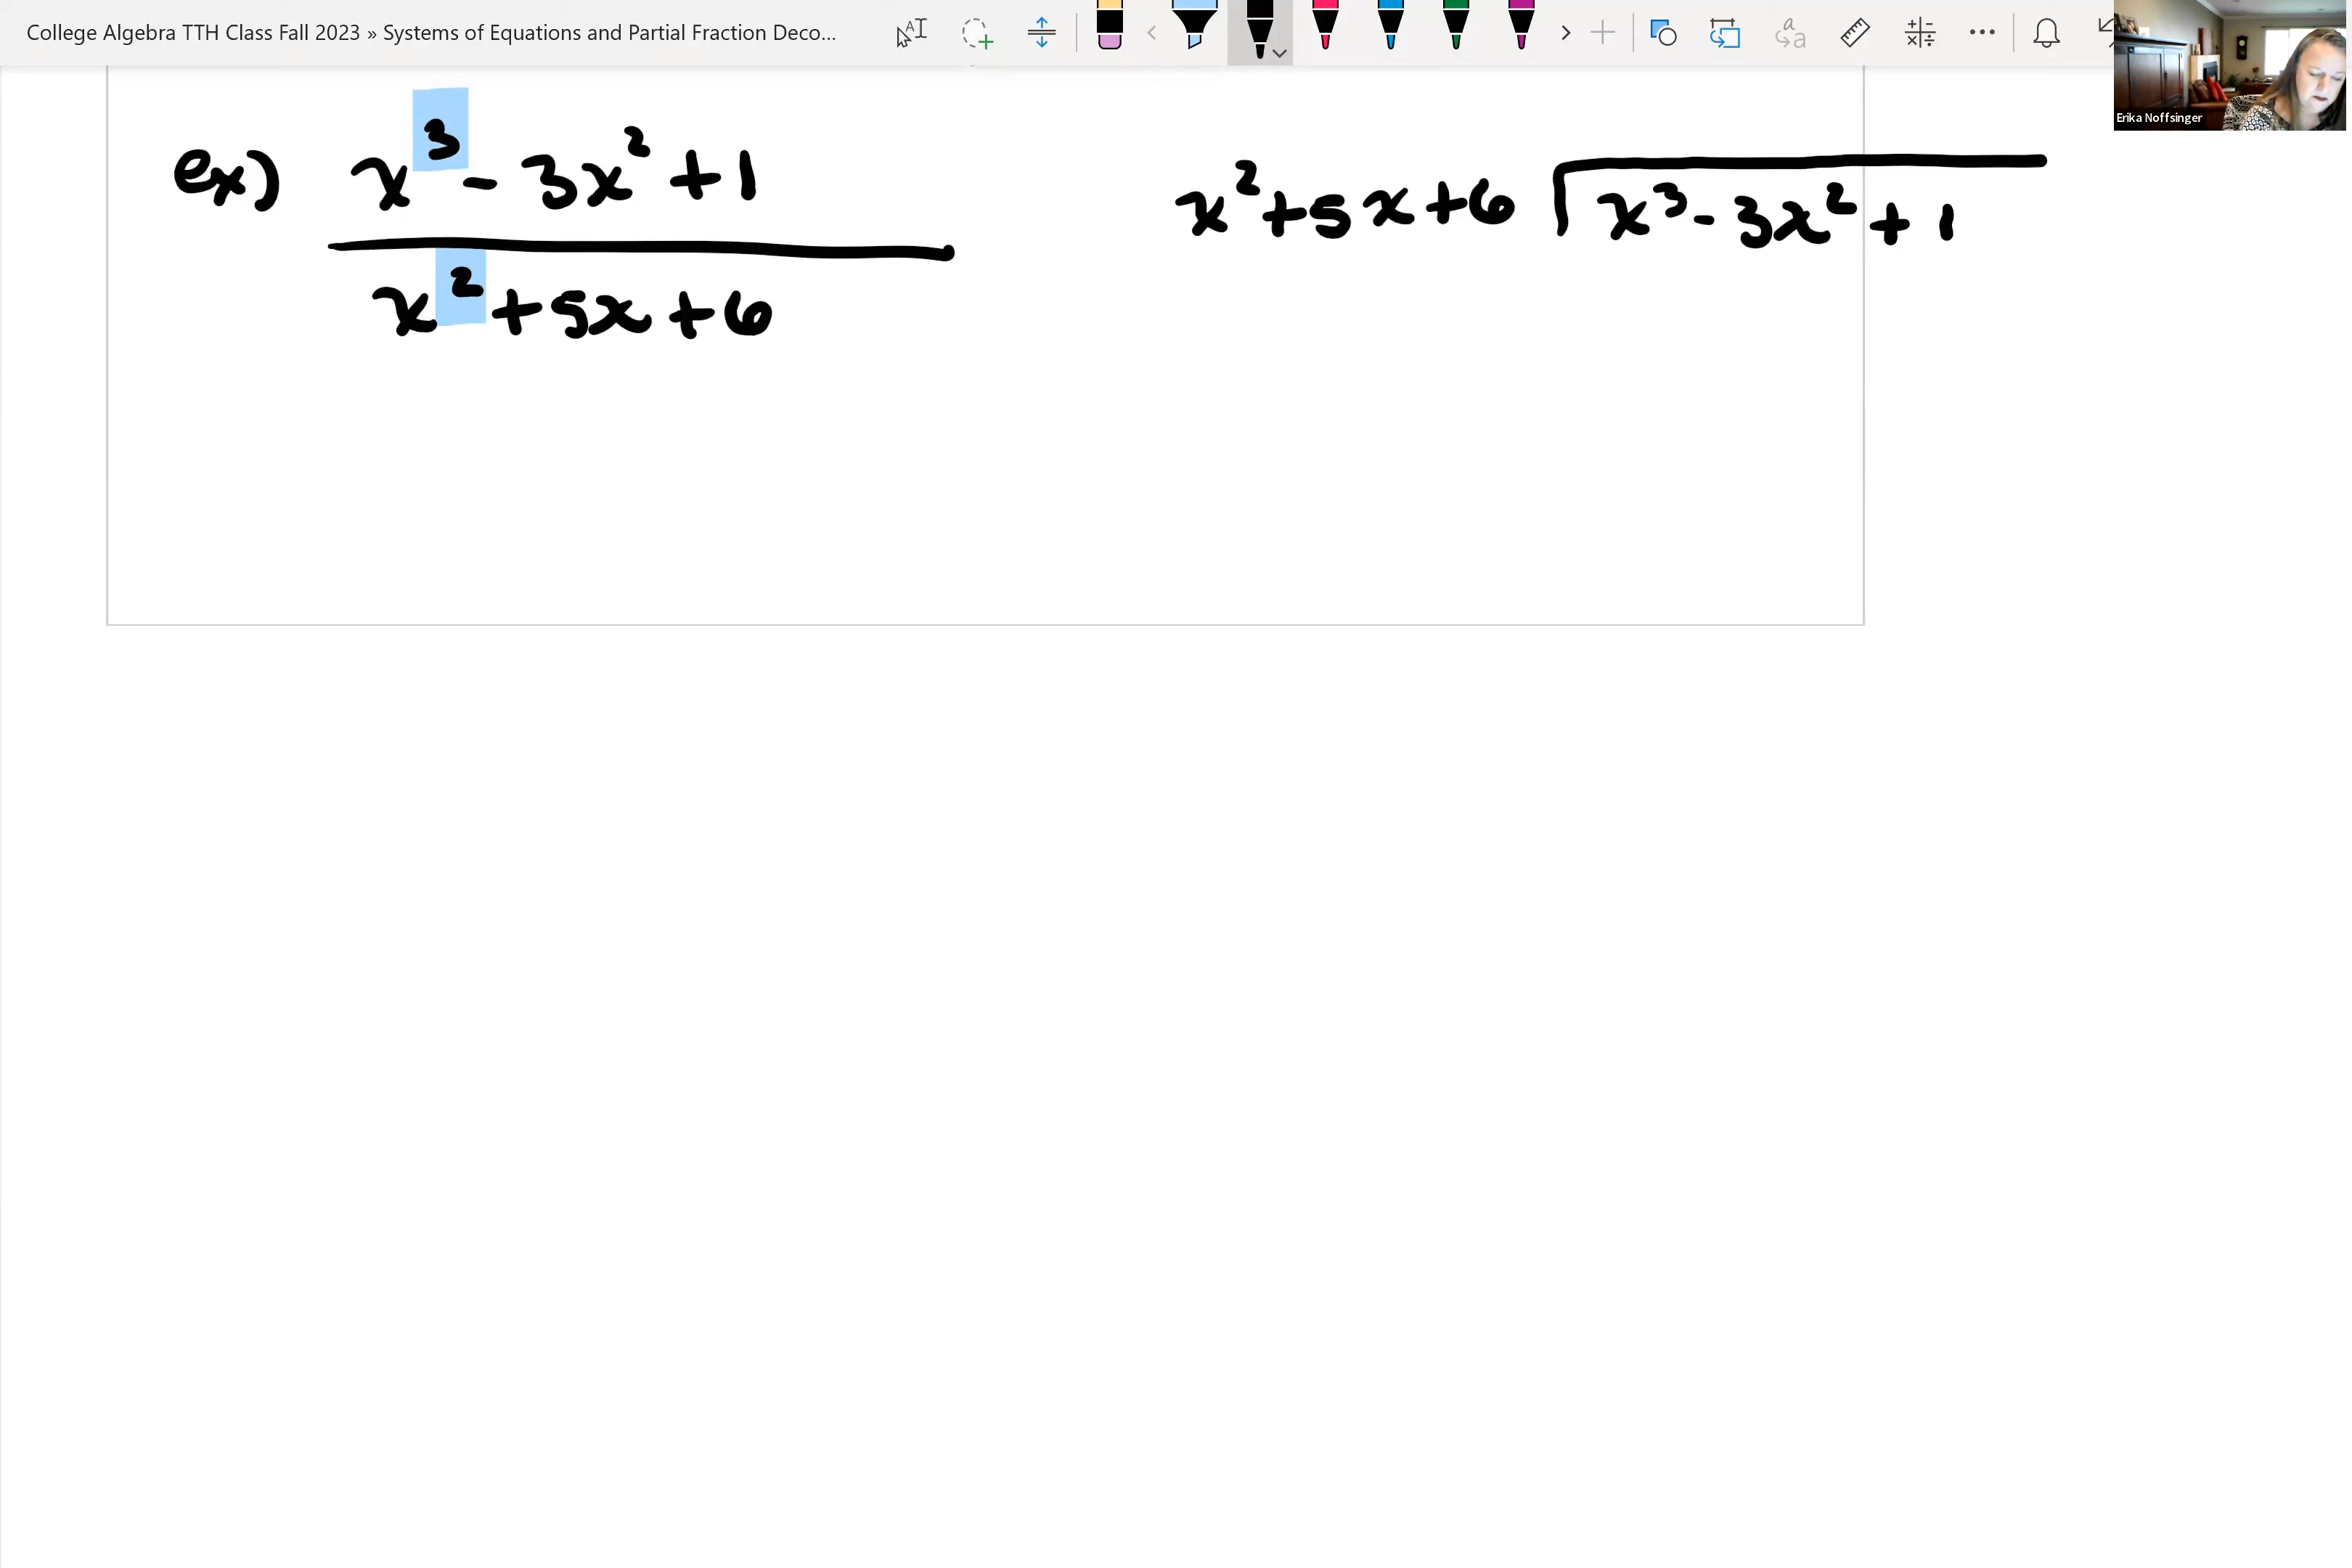 College Algebra TTH Class Fall 2023 » Systems of Equations and Partial Fraction Deco...
Erika Noffsinger
ex) x³ - 3x² + 1
x² + 5x + 6
x² + 5x + 6 ⟌ x³ - 3x² + 1